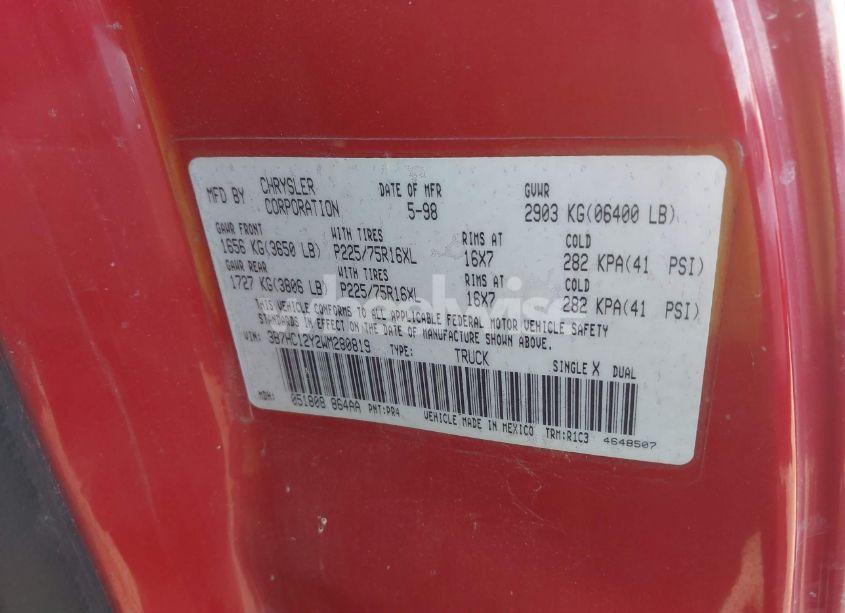 MFD BY CHRYSLER CORPORATION DATE OF MFR 5-98 GVWR 2903 KG(06400 LB)
GAWR FRONT WITH TIRES RIMS AT COLD
1656 KG(3650 LB) P225/75R16XL 16X7 282 KPA(41 PSI)
GAWR REAR WITH TIRES RIMS AT COLD
1727 KG(3806 LB) P225/75R16XL 16X7 282 KPA(41 PSI)
THIS VEHICLE CONFORMS TO ALL APPLICABLE FEDERAL MOTOR VEHICLE SAFETY
STANDARDS IN EFFECT ON THE DATE OF MANUFACTURE SHOWN ABOVE.
VIN: 3B7HC12Y2WM280819 TYPE: TRUCK SINGLE X DUAL
MDH: 051808 864AA PNT:PR4 VEHICLE MADE IN MEXICO TRM:R1C3 4648507